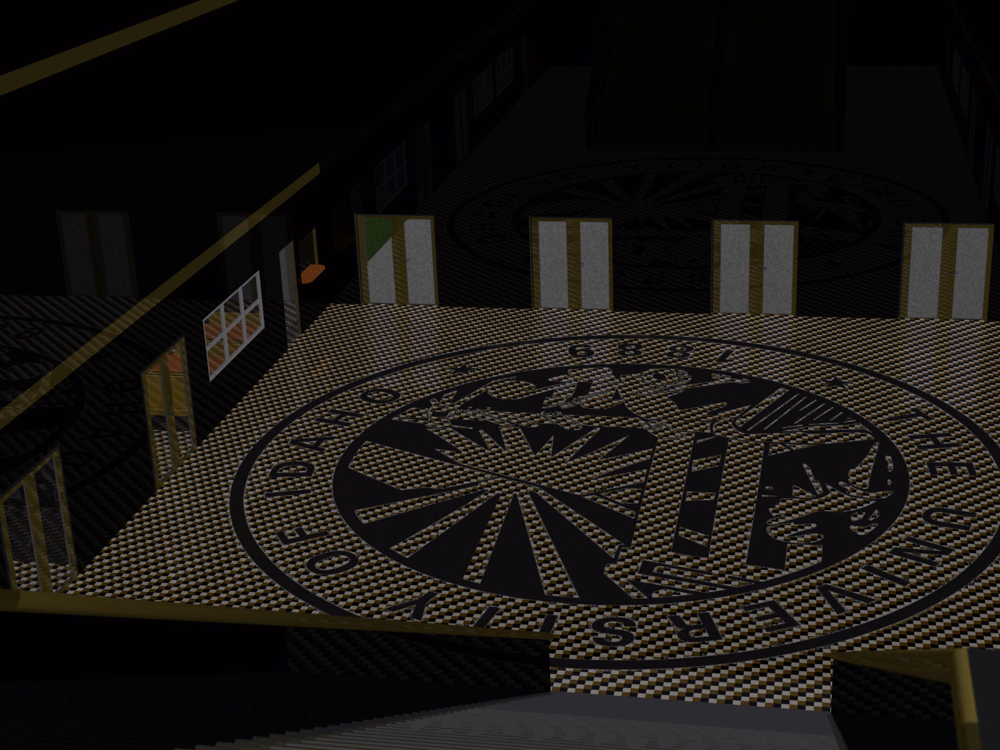 THE UNIVERSITY OF IDAHO
1889